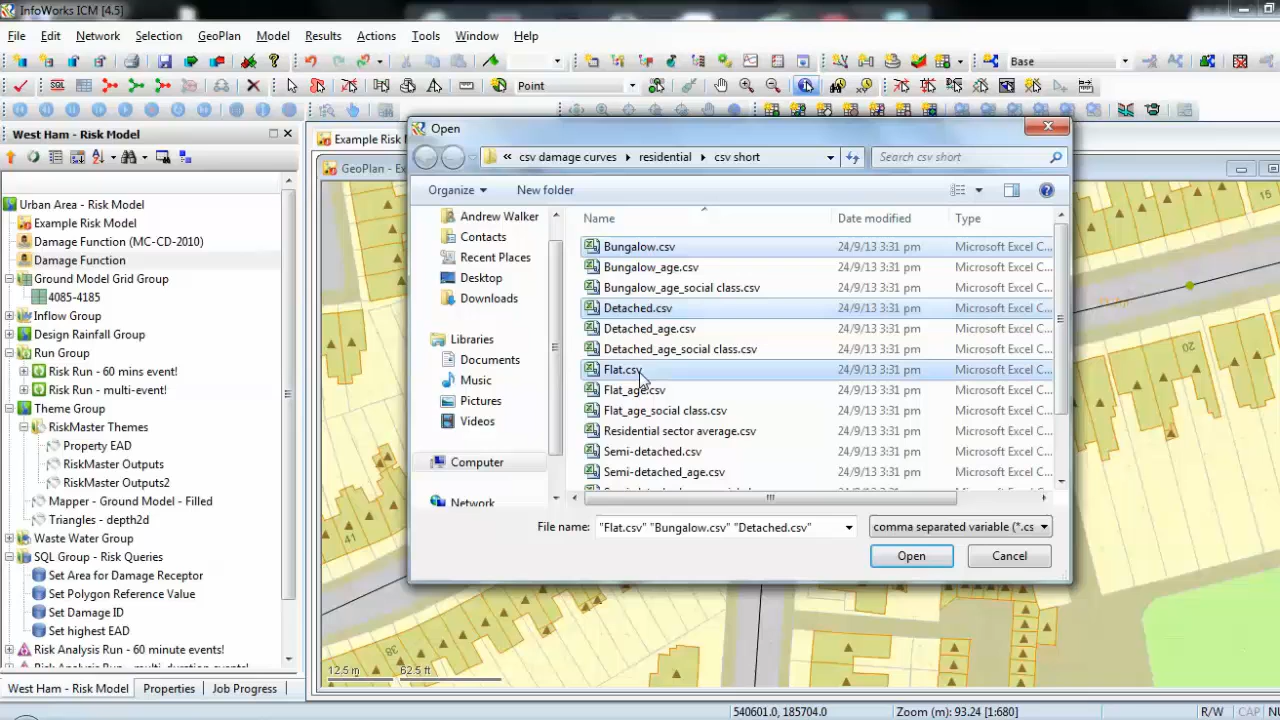 InfoWorks ICM [4.5]
File Edit Network Selection GeoPlan Model Results Actions Tools Window Help
Base
SQL Point
West Ham - Risk Model
Urban Area - Risk Model
Example Risk Model
Damage Function (MC-CD-2010)
Damage Function
Ground Model Grid Group
4085-4185
Inflow Group
Design Rainfall Group
Run Group
Risk Run - 60 mins event!
Risk Run - multi-event!
Theme Group
RiskMaster Themes
Property EAD
RiskMaster Outputs
RiskMaster Outputs2
Mapper - Ground Model - Filled
Triangles - depth2d
Waste Water Group
SQL Group - Risk Queries
Set Area for Damage Receptor
Set Polygon Reference Value
Set Damage ID
Set highest EAD
Risk Analysis Run - 60 minute events!
Risk Analysis Run - multi-duration events!
West Ham - Risk Model Properties Job Progress
Example Risk
GeoPlan - Ex
Open
« csv damage curves residential csv short
Search csv short
Organize New folder
Andrew Walker
Contacts
Recent Places
Desktop
Downloads
Libraries
Documents
Music
Pictures
Videos
Computer
Network
Name Date modified Type
Bungalow.csv 24/9/13 3:31 pm Microsoft Excel C...
Bungalow_age.csv 24/9/13 3:31 pm Microsoft Excel C...
Bungalow_age_social class.csv 24/9/13 3:31 pm Microsoft Excel C...
Detached.csv 24/9/13 3:31 pm Microsoft Excel C...
Detached_age.csv 24/9/13 3:31 pm Microsoft Excel C...
Detached_age_social class.csv 24/9/13 3:31 pm Microsoft Excel C...
Flat.csv 24/9/13 3:31 pm Microsoft Excel C...
Flat_age.csv 24/9/13 3:31 pm Microsoft Excel C...
Flat_age_social class.csv 24/9/13 3:31 pm Microsoft Excel C...
Residential sector average.csv 24/9/13 3:31 pm Microsoft Excel C...
Semi-detached.csv 24/9/13 3:31 pm Microsoft Excel C...
Semi-detached_age.csv 24/9/13 3:31 pm Microsoft Excel C...
File name: "Flat.csv" "Bungalow.csv" "Detached.csv" comma separated variable (*.cs
Open Cancel
15
20
41
38
12.5 m 62.5 ft
540601.0, 185704.0 Zoom (m): 93.24 [1:680] R/W CAP NU